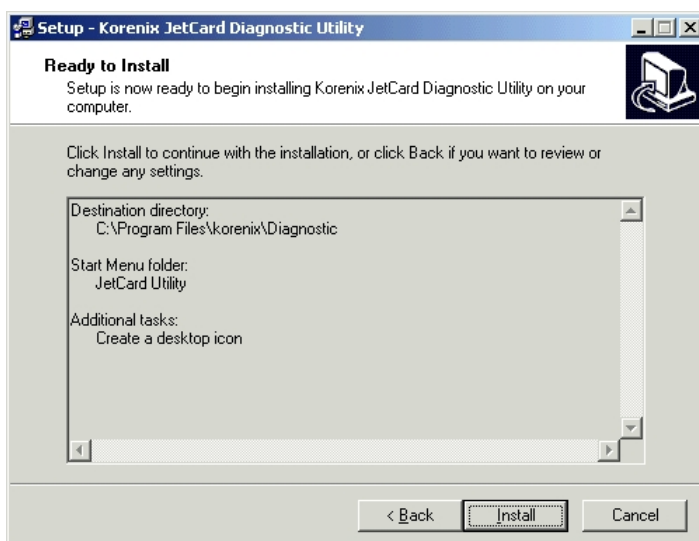 Setup - Korenix JetCard Diagnostic Utility
Ready to Install
Setup is now ready to begin installing Korenix JetCard Diagnostic Utility on your
computer.
Click Install to continue with the installation, or click Back if you want to review or
change any settings.
Destination directory:
C:\Program Files\korenix\Diagnostic
Start Menu folder:
JetCard Utility
Additional tasks:
Create a desktop icon
< Back
Install
Cancel